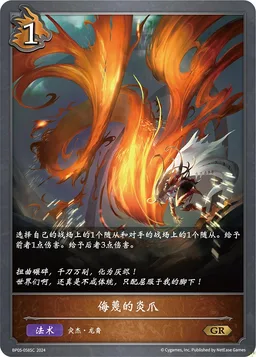 1
选择自己的战场上的1个随从和对手的战场上的1个随从。给予
前者1点伤害。给予后者3点伤害。
扭曲碾碎，千刀万剐，化为灰烬！
世界们啊，还真是不成体统，只配屈服于我的脚下！
侮蔑的炎爪
法术
炎杰·龙裔
GR
BP05-050SC 2024
© Cygames, Inc. Published by NetEase Games